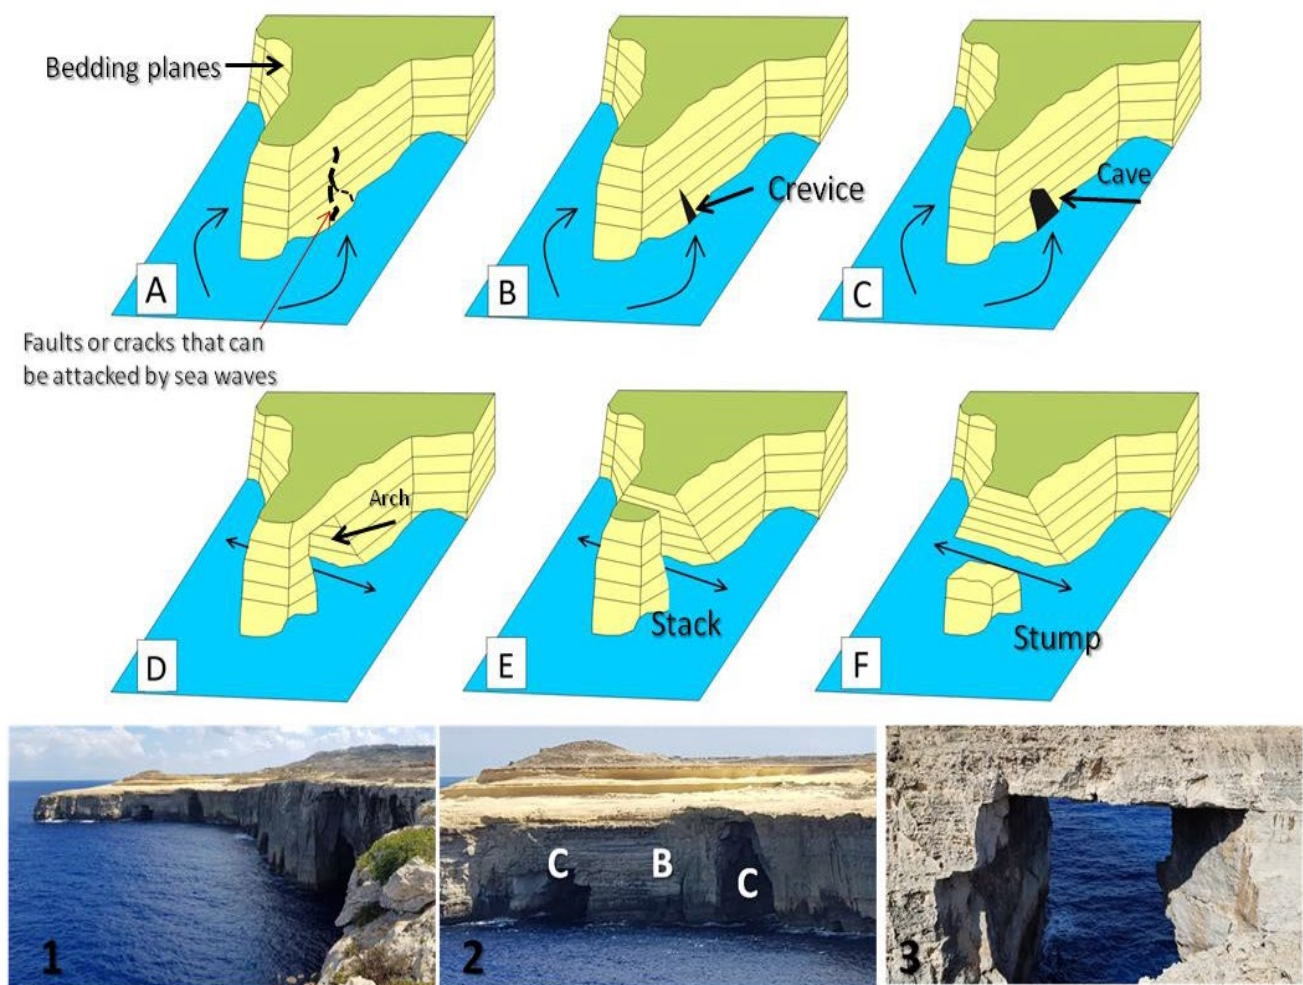 Bedding planes
A
Faults or cracks that can
be attacked by sea waves
Crevice
B
Cave
C
Arch
D
Stack
E
Stump
F
1
C B C
2
3